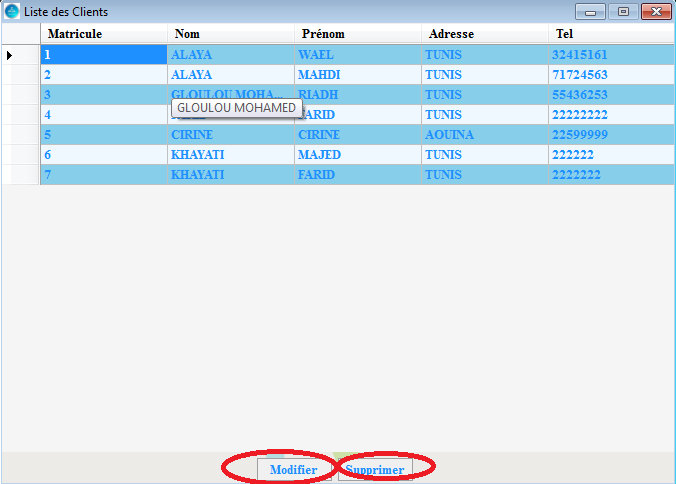 Liste des Clients
Matricule Nom Prénom Adresse Tel
1 ALAYA WAEL TUNIS 32415161
2 ALAYA MAHDI TUNIS 71724563
3 GLOULOU MOHA... RIADH TUNIS 55436253
GLOULOU MOHAMED
4 FARID TUNIS 22222222
5 CIRINE CIRINE AOUINA 22599999
6 KHAYATI MAJED TUNIS 222222
7 KHAYATI FARID TUNIS 2222222
Modifier Supprimer